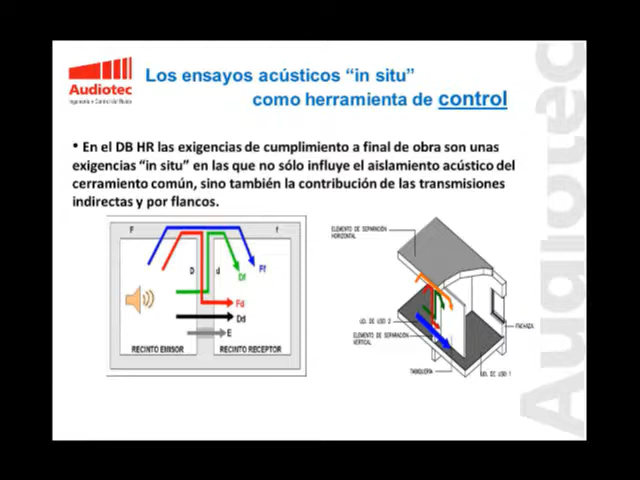 Audiotec
Ingeniería y Control del Ruido
Los ensayos acústicos “in situ”
como herramienta de control
• En el DB HR las exigencias de cumplimiento a final de obra son unas
exigencias “in situ” en las que no sólo influye el aislamiento acústico del
cerramiento común, sino también la contribución de las transmisiones
indirectas y por flancos.
F
f
D
d
Df
Ff
Fd
Dd
E
RECINTO EMISOR
RECINTO RECEPTOR
ELEMENTO DE SEPARACIÓN
HORIZONTAL
UD. DE USO 2
ELEMENTO DE SEPARACIÓN
VERTICAL
TABIQUERÍA
FACHADA
UD. DE USO 1
Audiotec